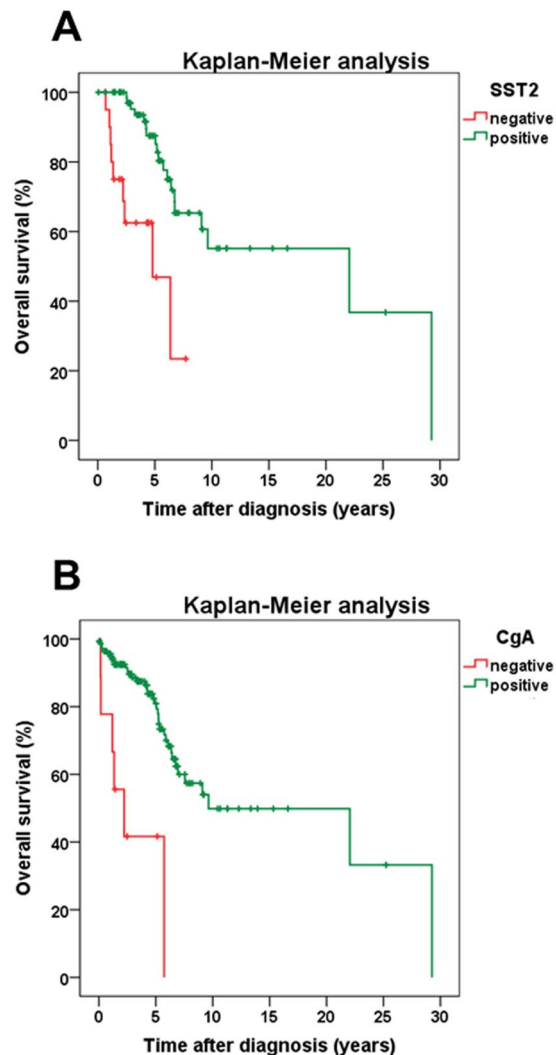 A
Kaplan-Meier analysis
SST2
negative
positive
Overall survival (%)
100
80
60
40
20
0
0 5 10 15 20 25 30
Time after diagnosis (years)
B
Kaplan-Meier analysis
CgA
negative
positive
Overall survival (%)
100
80
60
40
20
0
0 5 10 15 20 25 30
Time after diagnosis (years)